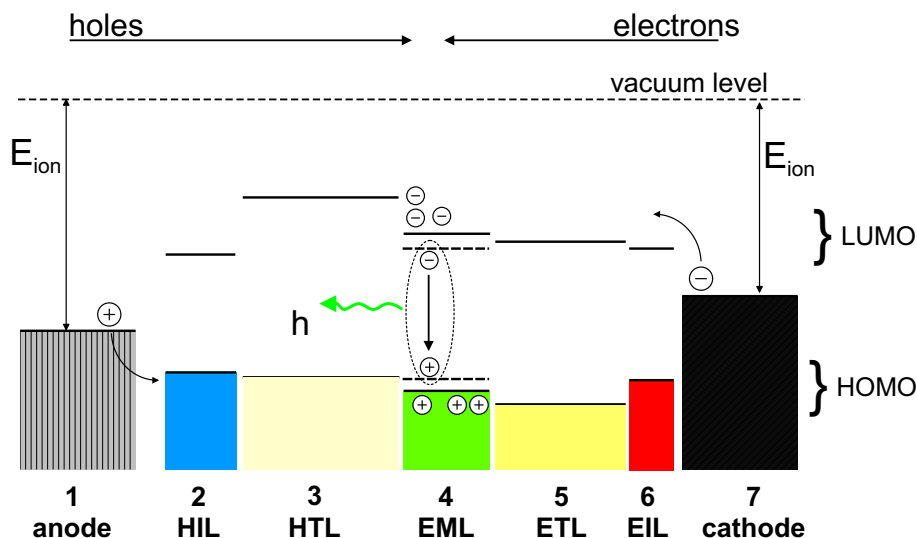 holes
electrons
vacuum level
Eion
Eion
LUMO
h
HOMO
1 2 3 4 5 6 7
anode HIL HTL EML ETL EIL cathode